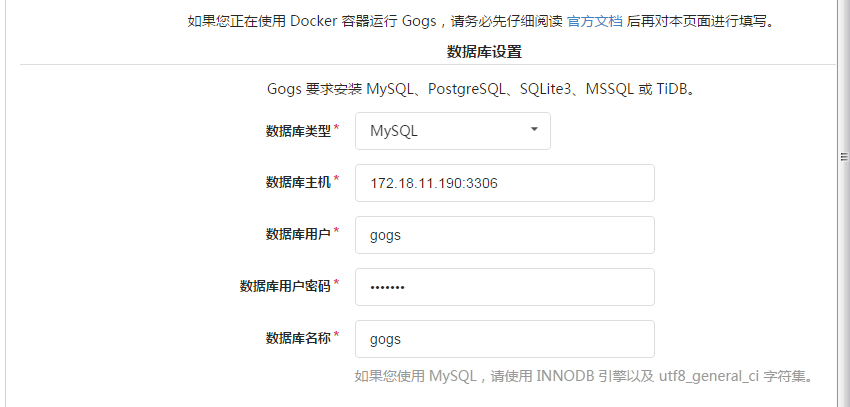 如果您正在使用 Docker 容器运行 Gogs，请务必先仔细阅读 官方文档 后再对本页面进行填写。
数据库设置
Gogs 要求安装 MySQL、PostgreSQL、SQLite3、MSSQL 或 TiDB。
数据库类型* MySQL
数据库主机* 172.18.11.190:3306
数据库用户* gogs
数据库用户密码* •••••••
数据库名称* gogs
如果您使用 MySQL，请使用 INNODB 引擎以及 utf8_general_ci 字符集。